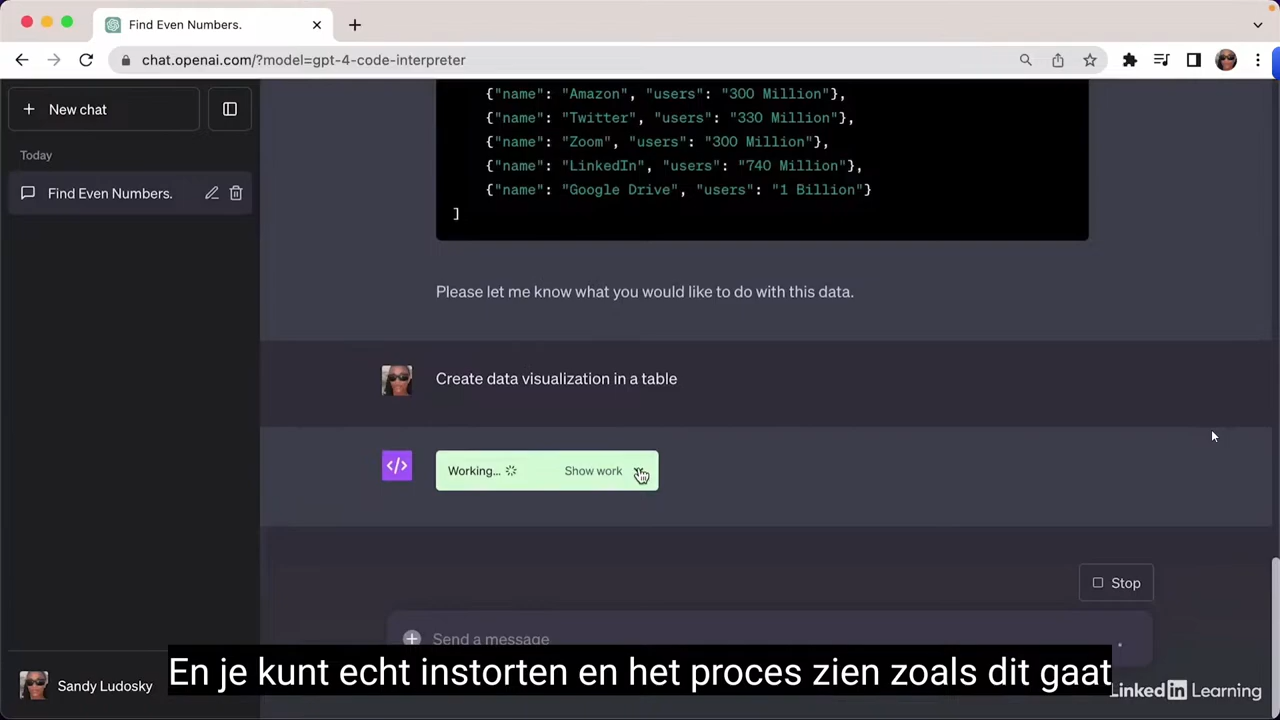 Find Even Numbers.
chat.openai.com/?model=gpt-4-code-interpreter
New chat
Today
Find Even Numbers.
{"name": "Amazon", "users": "300 Million"},
{"name": "Twitter", "users": "330 Million"},
{"name": "Zoom", "users": "300 Million"},
{"name": "LinkedIn", "users": "740 Million"},
{"name": "Google Drive", "users": "1 Billion"}
]
Please let me know what you would like to do with this data.
Create data visualization in a table
</>
Working... Show work
Stop
Send a message
Sandy Ludosky
En je kunt echt instorten en het proces zien zoals dit gaat
LinkedIn Learning